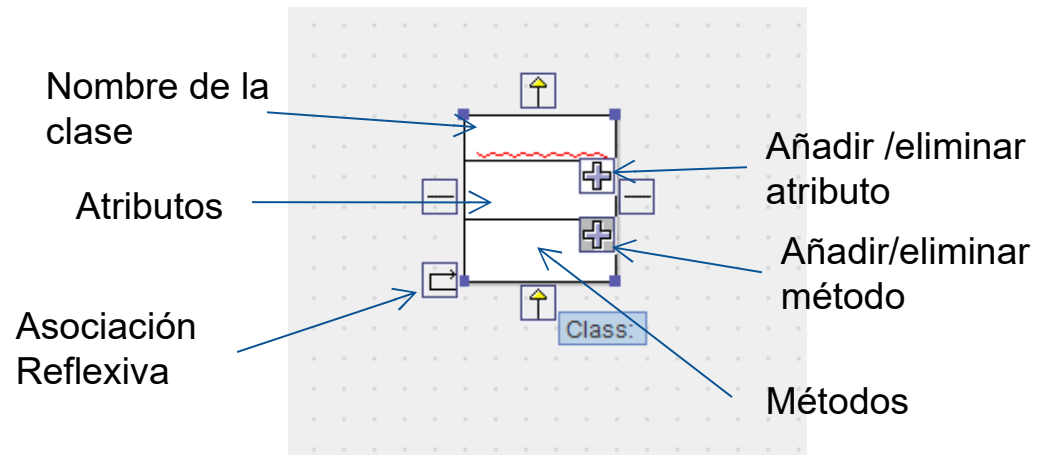 Nombre de la
clase
Atributos
Asociación
Reflexiva
Añadir /eliminar
atributo
Añadir/eliminar
método
Class:
Métodos